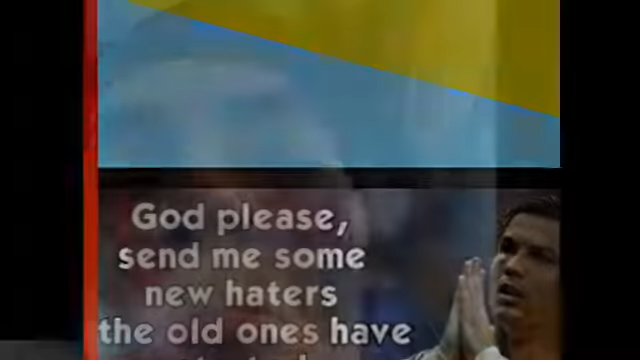 God please,
send me some
new haters
the old ones have